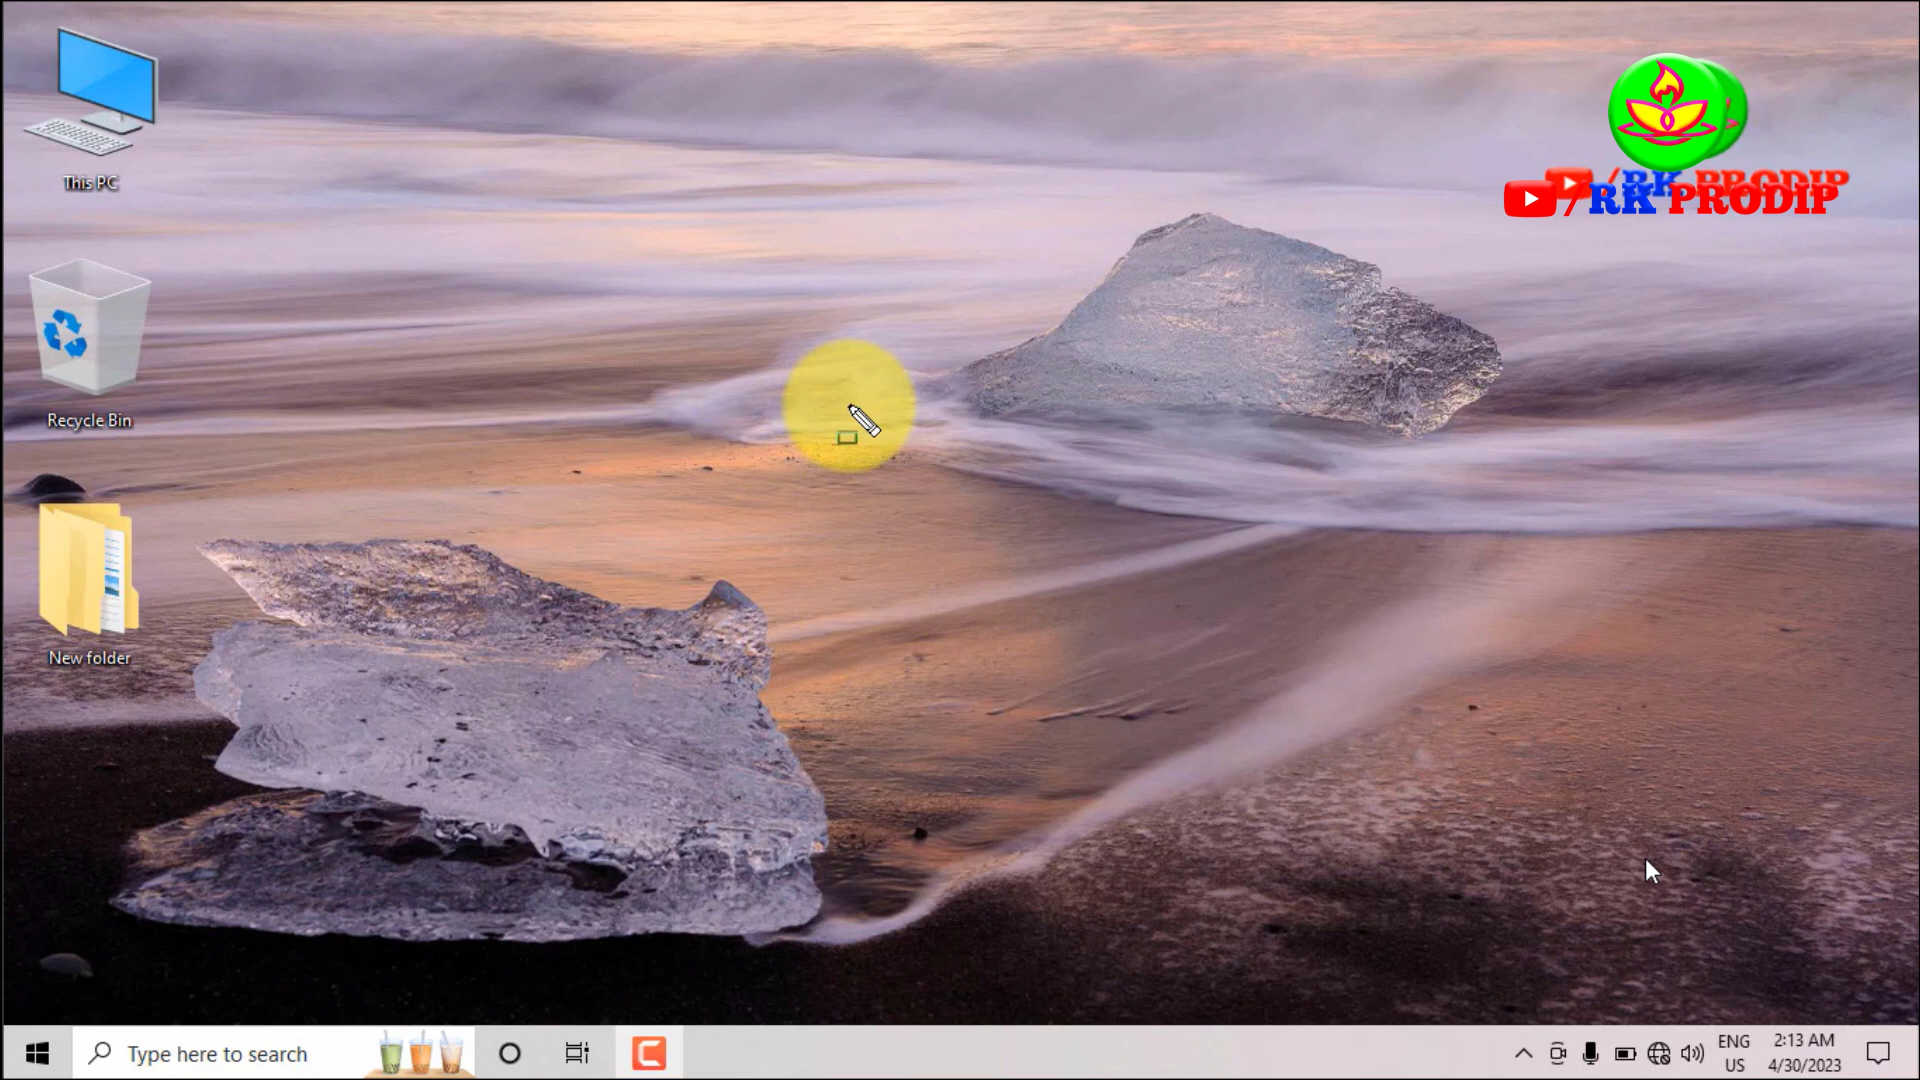 This PC
/RK PRODIP
/RK PRODIP
Recycle Bin
New folder
Type here to search
ENG
US
2:13 AM
4/30/2023